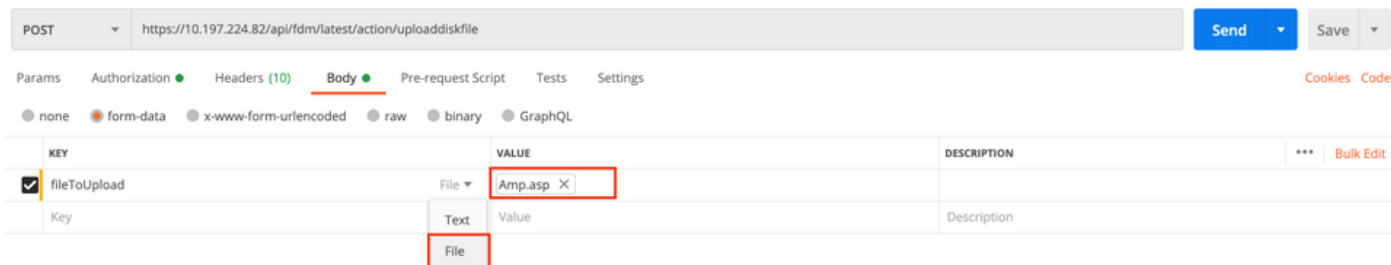 POST https://10.197.224.82/api/fdm/latest/action/uploaddiskfile Send Save
Params Authorization Headers (10) Body Pre-request Script Tests Settings Cookies Code
none form-data x-www-form-urlencoded raw binary GraphQL
KEY VALUE DESCRIPTION ••• Bulk Edit
fileToUpload File Amp.asp ✕
Key Text Value Description
File